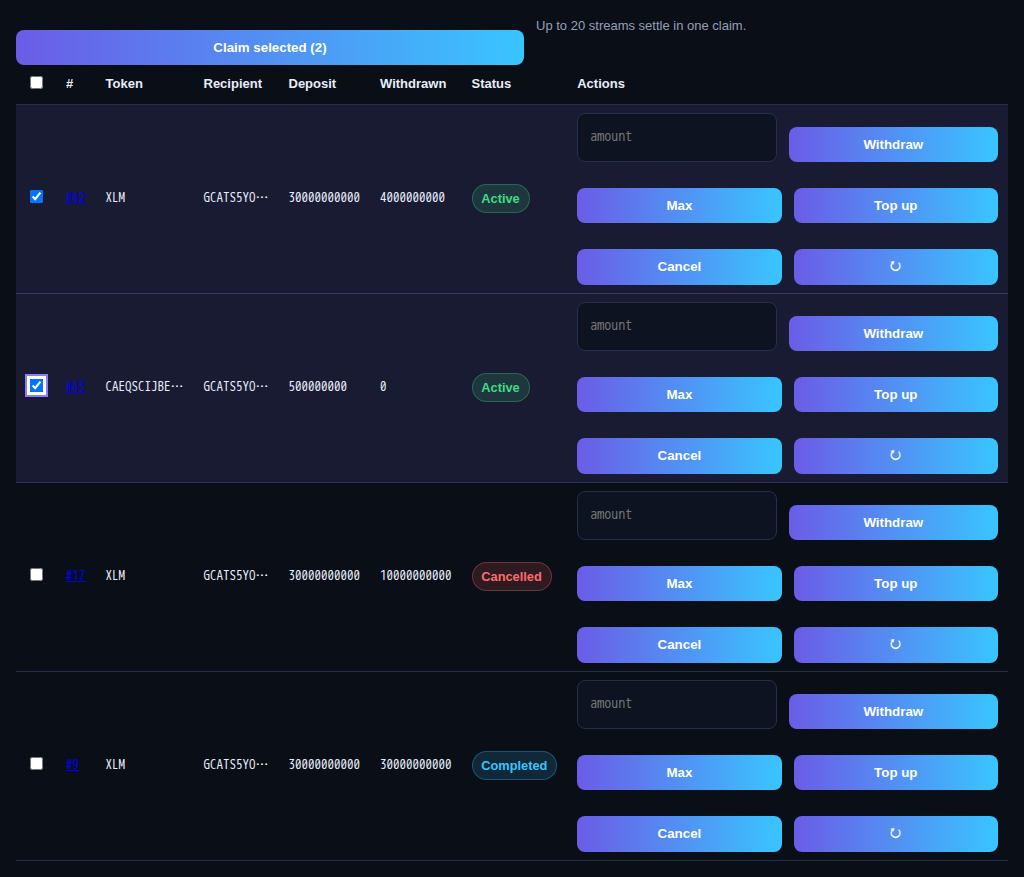 Up to 20 streams settle in one claim.
Claim selected (2)
# Token Recipient Deposit Withdrawn Status Actions
amount Withdraw
XLM GCATS5YO··· 30000000000 4000000000 Active Max Top up
Cancel ↻
amount Withdraw
CAEQSCIJBE··· GCATS5YO··· 500000000 0 Active Max Top up
Cancel ↻
amount Withdraw
#17 XLM GCATS5YO··· 30000000000 10000000000 Cancelled Max Top up
Cancel ↻
amount Withdraw
#9 XLM GCATS5YO··· 30000000000 30000000000 Completed Max Top up
Cancel ↻